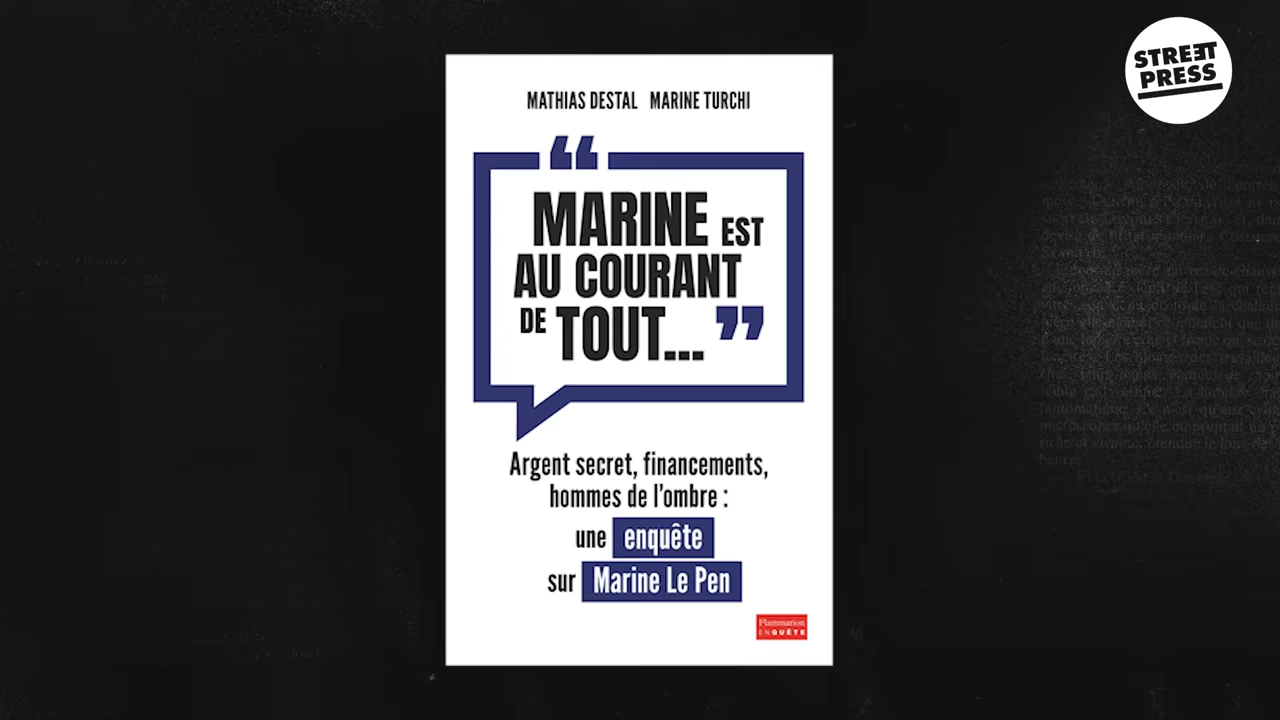 STREET
PRESS
MATHIAS DESTAL MARINE TURCHI
“ MARINE EST
AU COURANT
DE TOUT... ”
Argent secret, financements,
hommes de l’ombre :
une enquête
sur Marine Le Pen
Flammarion
ENQUÊTE